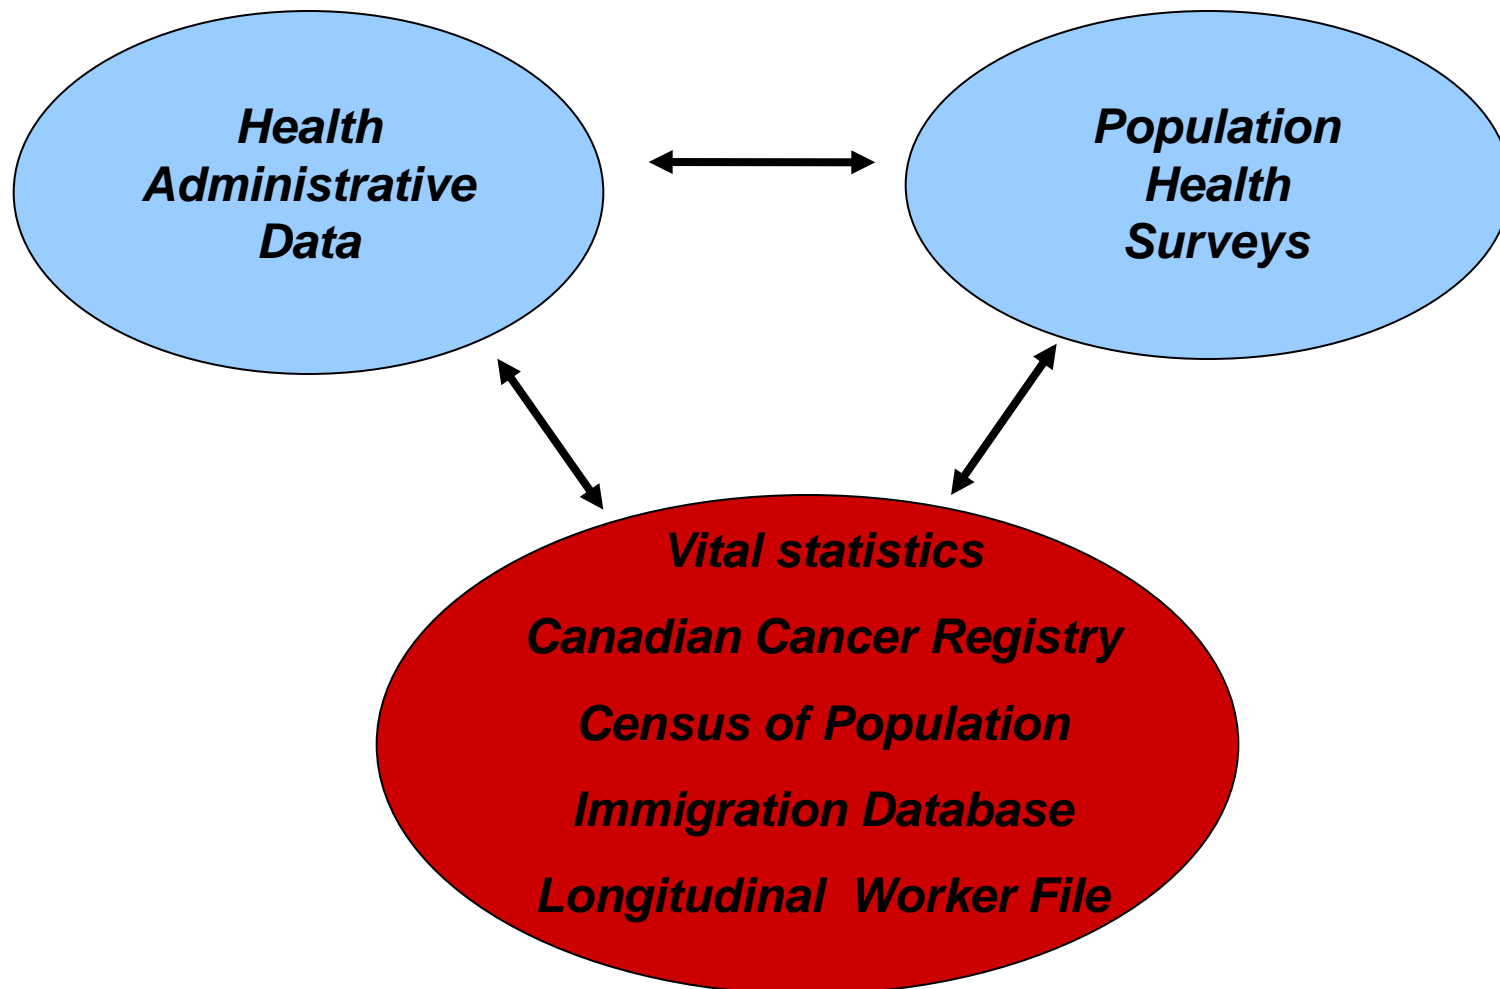 Health
Administrative
Data
Population
Health
Surveys
Vital statistics
Canadian Cancer Registry
Census of Population
Immigration Database
Longitudinal  Worker File